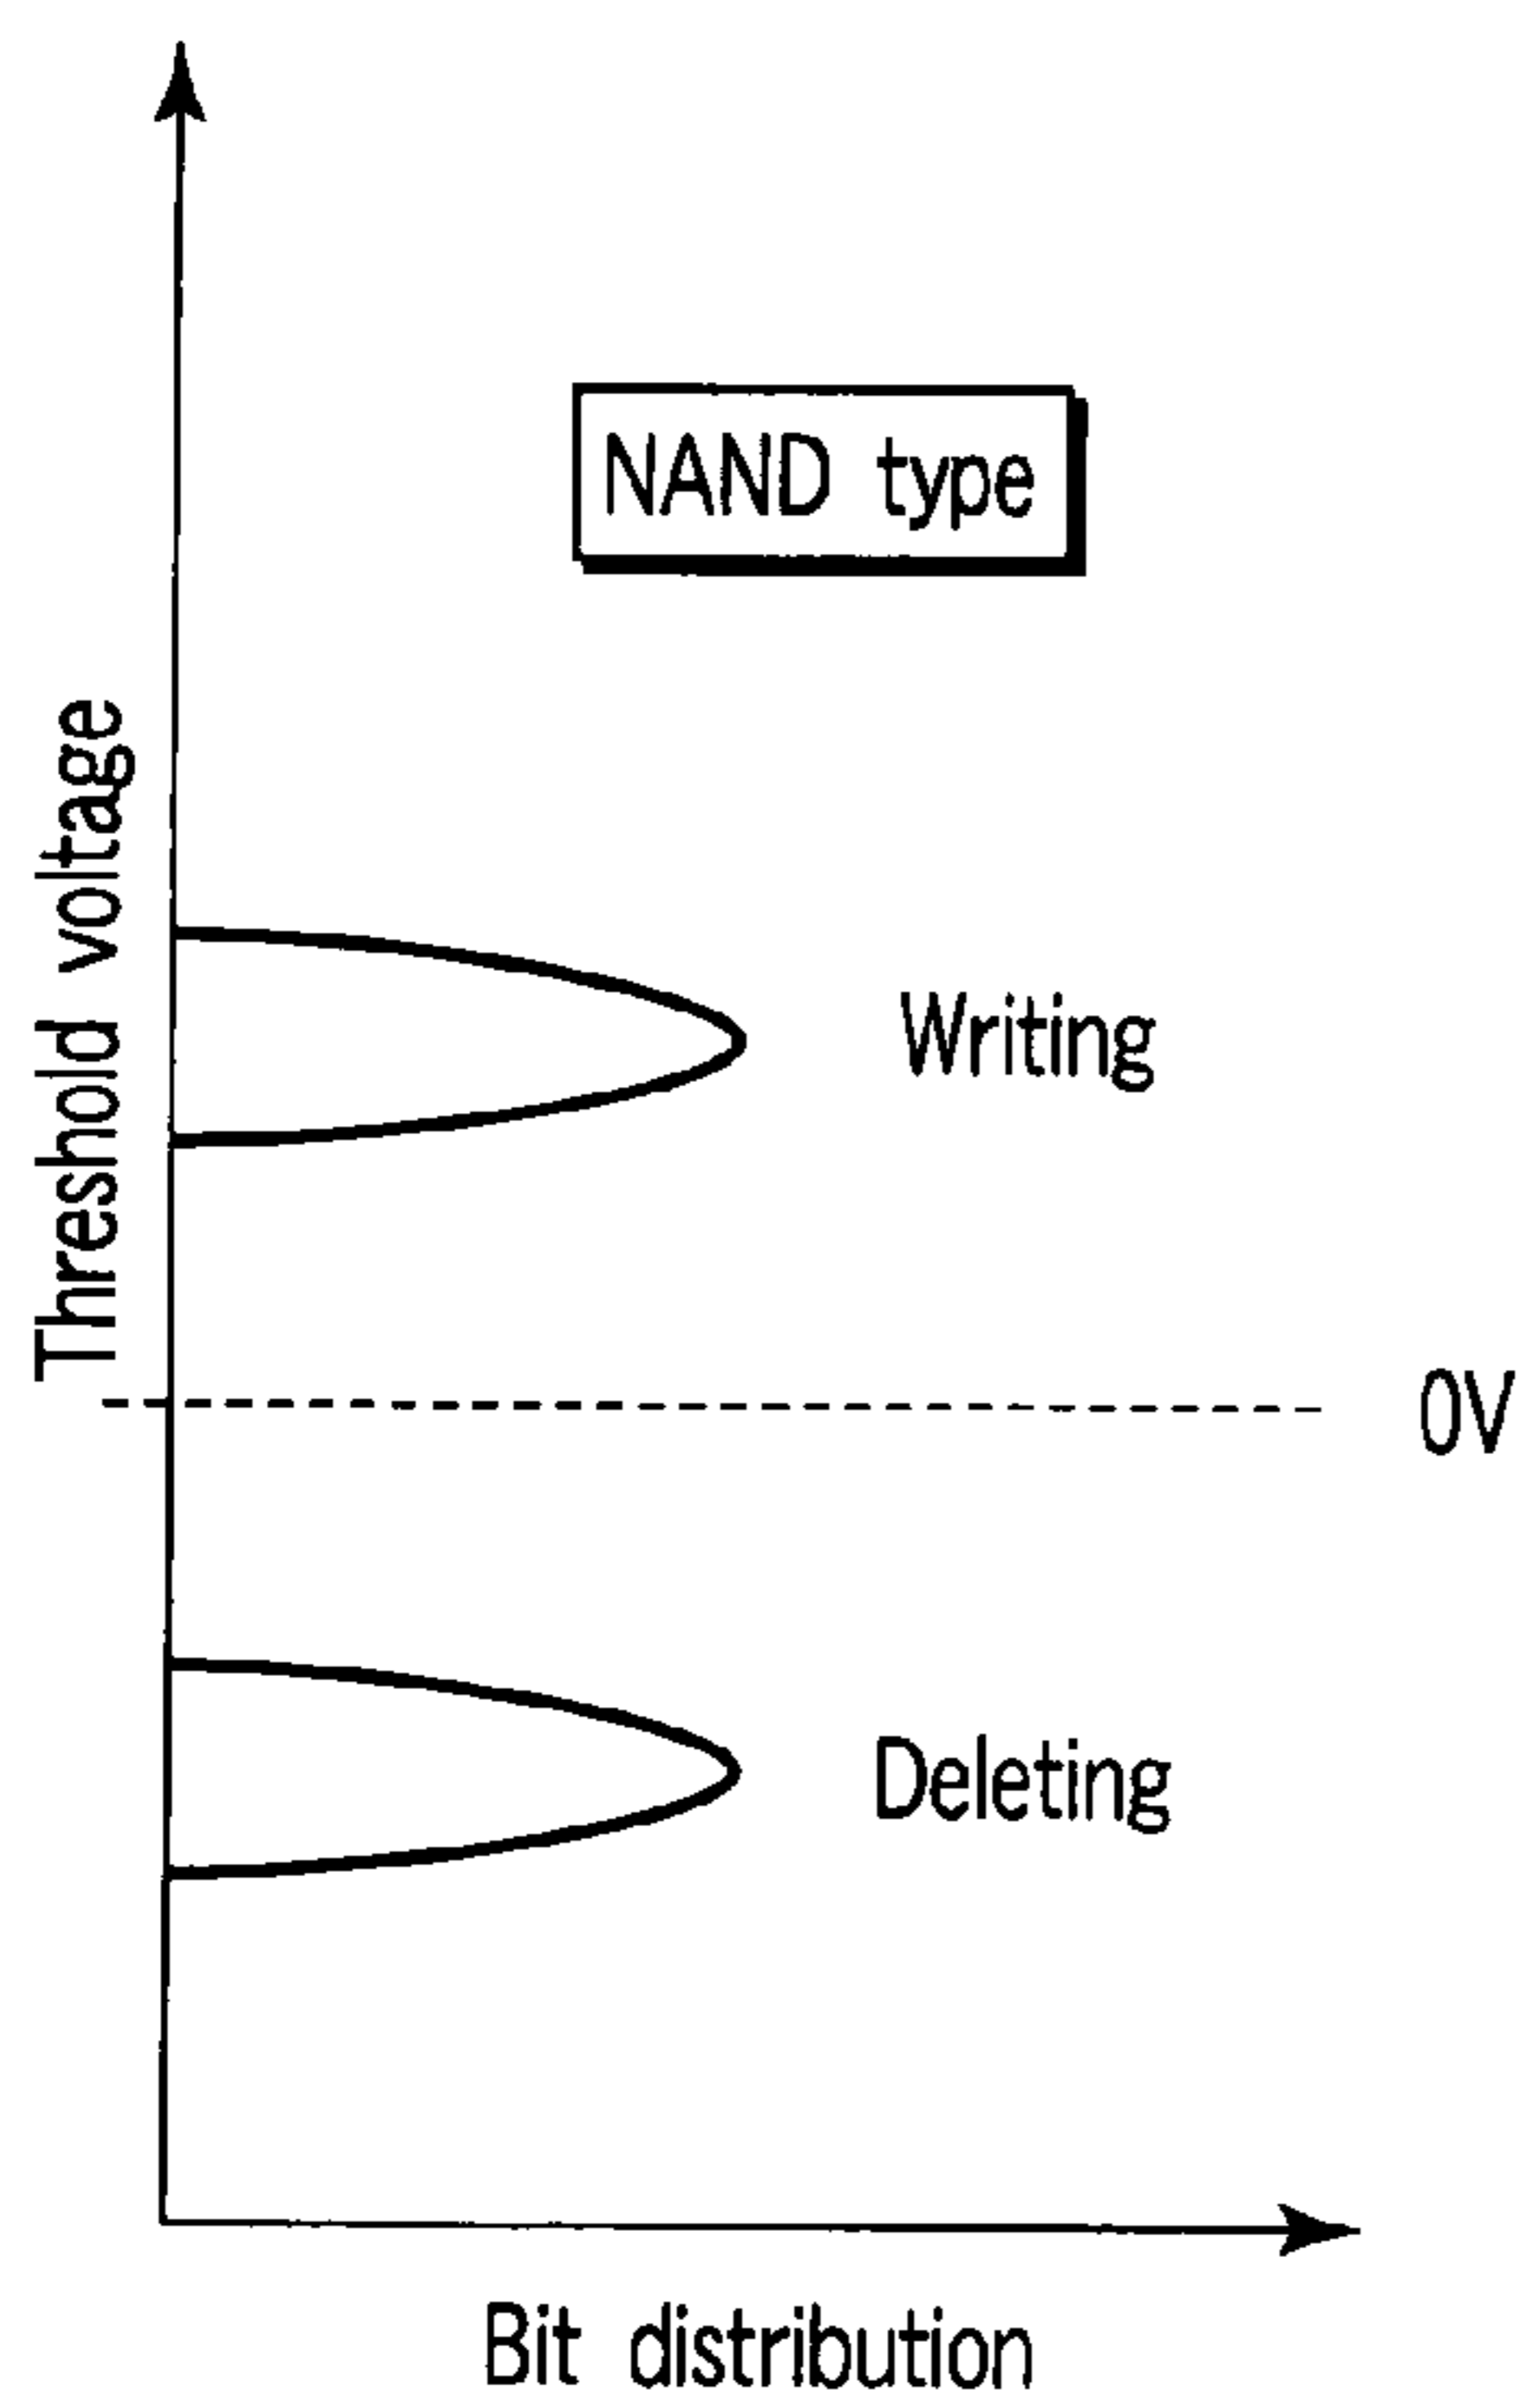 NAND type
Threshold voltage
Writing
0V
Deleting
Bit distribution